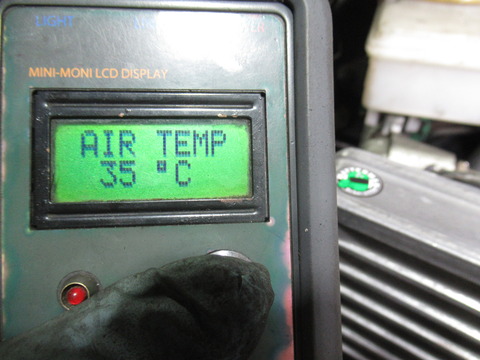 LIGHT
MINI-MONI LCD DISPLAY
AIR TEMP
35 °C